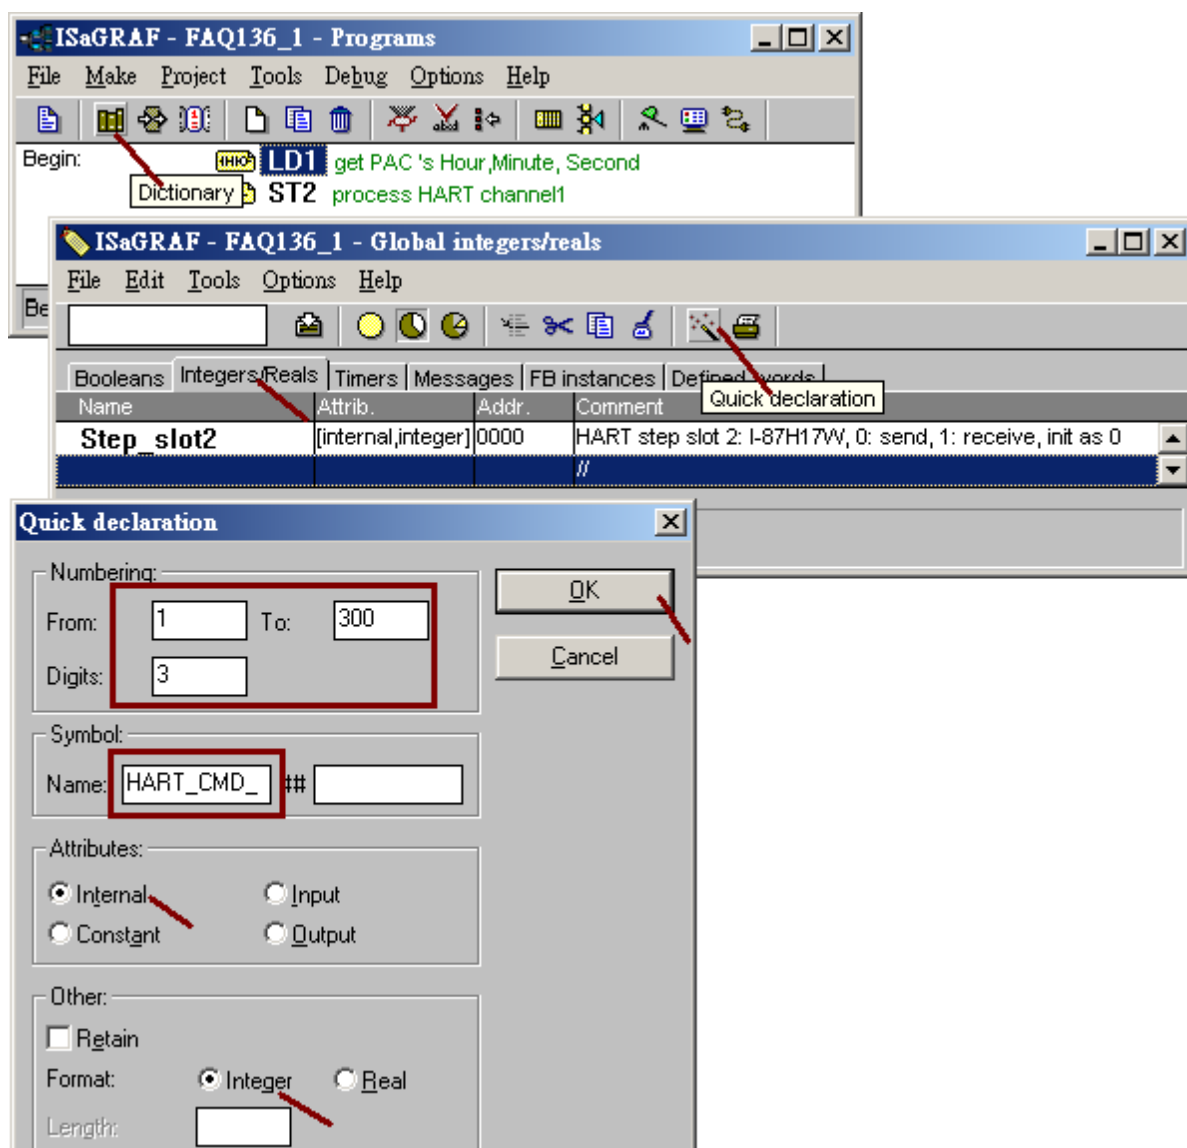 ISaGRAF - FAQ136_1 - Programs
File Make Project Tools Debug Options Help
Begin: LD1 get PAC 's Hour,Minute, Second
Dictionary ST2 process HART channel1
ISaGRAF - FAQ136_1 - Global integers/reals
File Edit Tools Options Help
Be
Booleans Integers/Reals Timers Messages FB instances Defined words
Quick declaration
Name Attrib. Addr. Comment
Step_slot2 [internal,integer] 0000 HART step slot 2: I-87H17W, 0: send, 1: receive, init as 0
//
Quick declaration
Numbering:
From: 1 To: 300
Digits: 3
OK
Cancel
Symbol:
Name: HART_CMD_ ##
Attributes:
Internal Input
Constant Output
Other:
Retain
Format: Integer Real
Length: